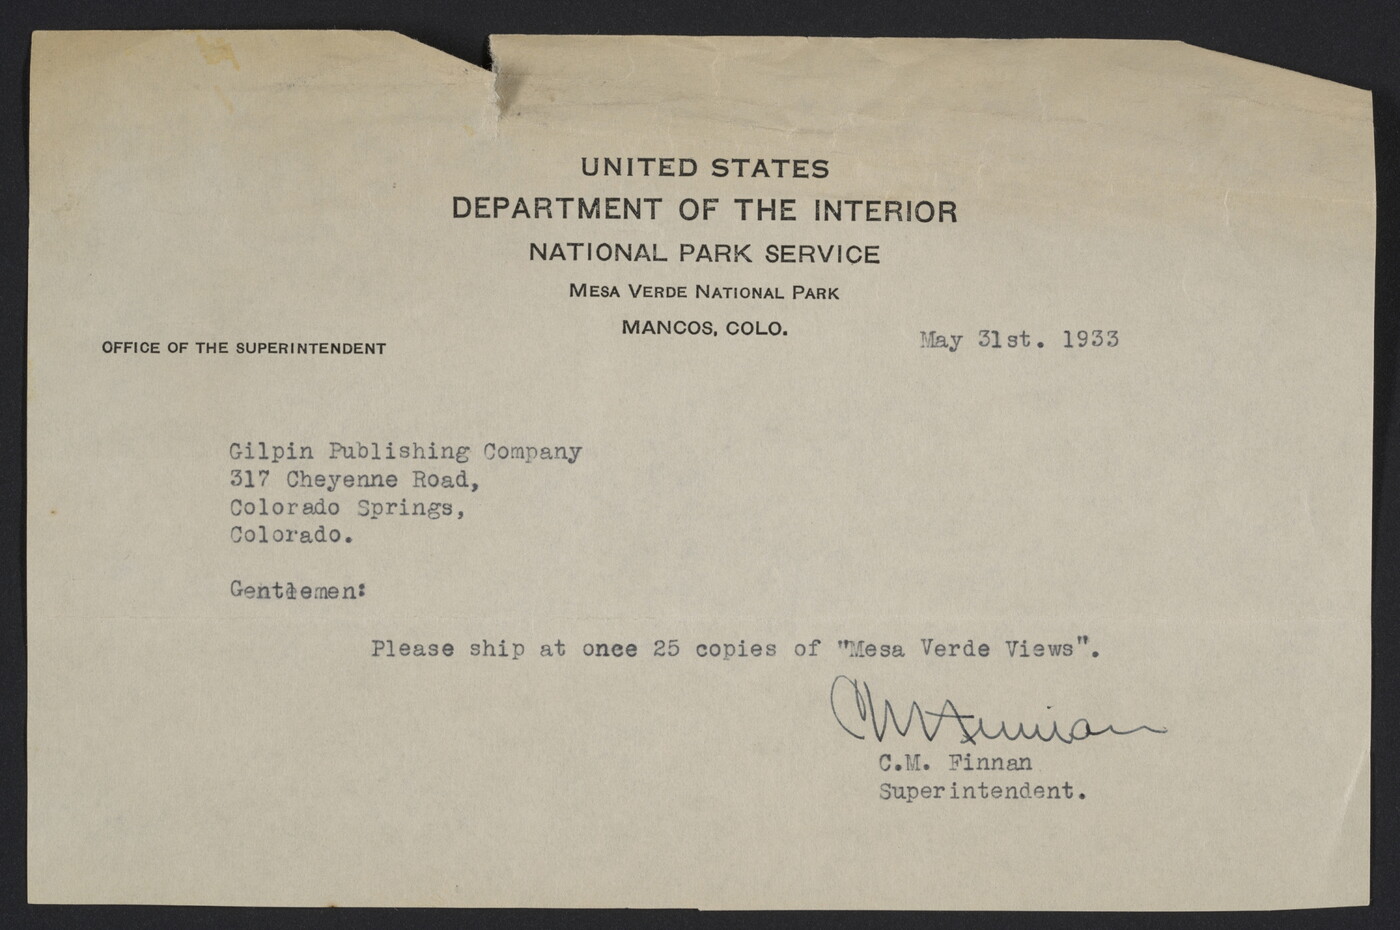 UNITED STATES
DEPARTMENT OF THE INTERIOR
NATIONAL PARK SERVICE
MESA VERDE NATIONAL PARK
MANCOS, COLO.
OFFICE OF THE SUPERINTENDENT
May 31st. 1933
Gilpin Publishing Company
317 Cheyenne Road,
Colorado Springs,
Colorado.
Gentlemen:
Please ship at once 25 copies of "Mesa Verde Views".
CMFinnan
C.M. Finnan
Superintendent.